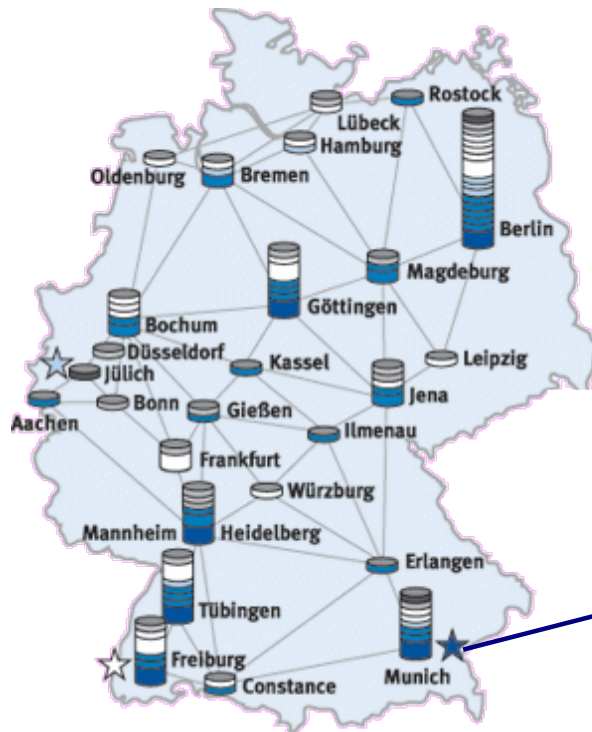 Rostock
Lübeck
Hamburg
Oldenburg
Bremen
Berlin
Magdeburg
Göttingen
Bochum
Düsseldorf
Kassel
Leipzig
Jülich
Jena
Aachen
Bonn
Gießen
Ilmenau
Frankfurt
Würzburg
Mannheim Heidelberg
Erlangen
Tübingen
Freiburg
Munich
Constance